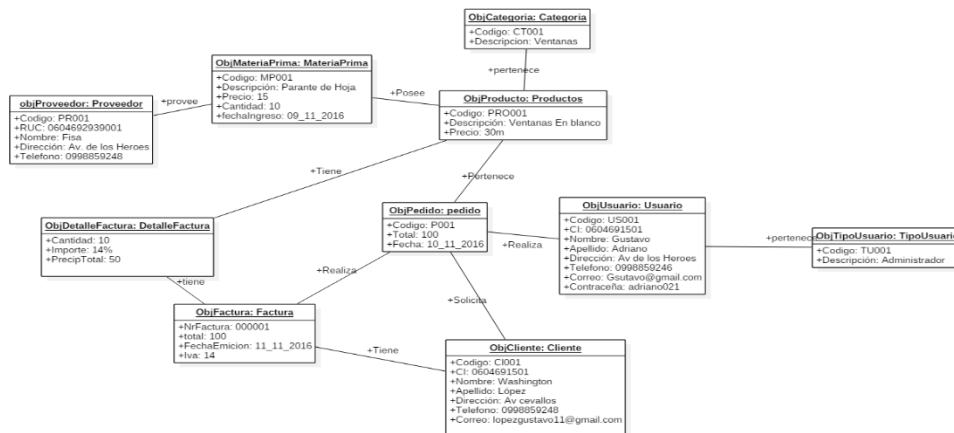 ObjCategoria: Categoria
+Codigo: CT001
+Descripcion: Ventanas
+pertenece
ObjMateriaPrima: MateriaPrima
+Codigo: MP001
+Descripción: Parante de Hoja
+Precio: 15
+Cantidad: 10
+fechaIngreso: 09_11_2016
+provee
+Posee
objProveedor: Proveedor
+Codigo: PR001
+RUC: 0604692939001
+Nombre: Fisa
+Dirección: Av. de los Heroes
+Telefono: 0998859248
ObjProducto: Productos
+Codigo: PRO001
+Descripción: Ventanas En blanco
+Precio: 30m
+Tiene
+Pertenece
ObjDetalleFactura: DetalleFactura
+Cantidad: 10
+Importe: 14%
+PrecipTotal: 50
+tiene
ObjPedido: pedido
+Codigo: P001
+Total: 100
+Fecha: 10_11_2016
+Realiza
+Realiza
+Solicita
ObjUsuario: Usuario
+Codigo: US001
+CI: 0604691501
+Nombre: Gustavo
+Apellido: Adriano
+Dirección: Av de los Heroes
+Telefono: 0998859246
+Correo: Gsutavo@gmail.com
+Contraceña: adriano021
+pertenece
ObjTipoUsuario: TipoUsuario
+Codigo: TU001
+Descripción: Administrador
ObjFactura: Factura
+NrFactura: 000001
+total: 100
+FechaEmicion: 11_11_2016
+Iva: 14
+Tiene
ObjCliente: Cliente
+Codigo: CI001
+CI: 0604691501
+Nombre: Washington
+Apellido: López
+Dirección: Av cevallos
+Telefono: 0998859248
+Correo: lopezgustavo11@gmail.com